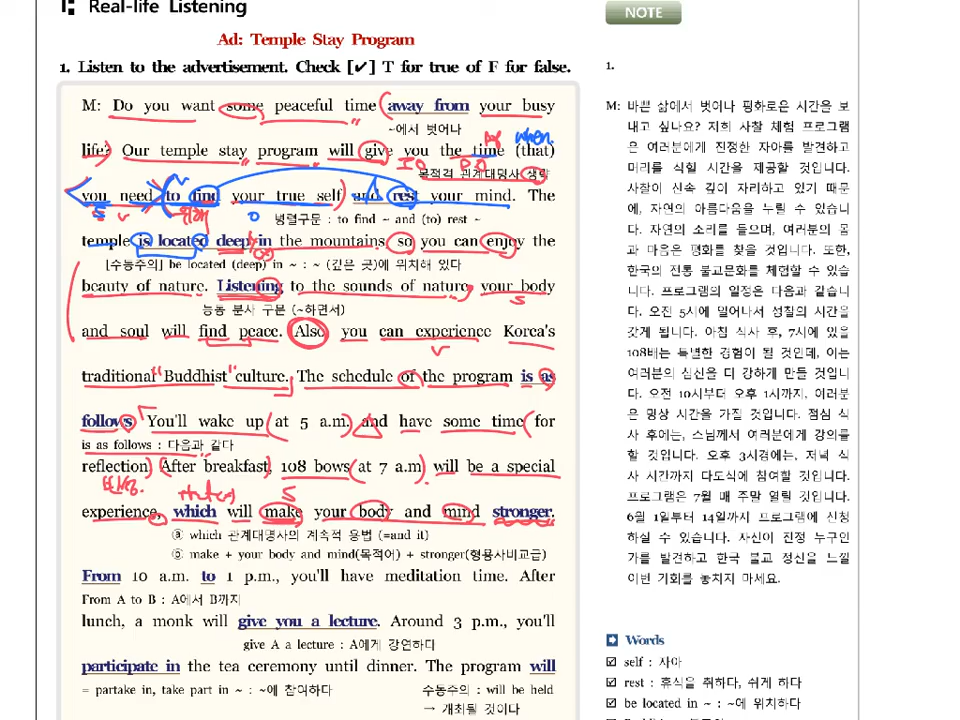 Real-life Listening
NOTE
Ad: Temple Stay Program
1. Listen to the advertisement. Check [✔] T for true of F for false.
M: Do you want some peaceful time away from your busy
~에서 벗어나
when
life? Our temple stay program will give you the time (that)
IO DO
목적격 관계대명사 생략
you need to find your true self and rest your mind. The
S V O
병렬구문 : to find ~ and (to) rest ~
temple is located deep in the mountains so you can enjoy the
[수동주의] be located (deep) in ~ : ~ (깊은 곳)에 위치해 있다
beauty of nature. Listening to the sounds of nature, your body
S
능동 분사 구문 (~하면서)
and soul will find peace. Also you can experience Korea's
V
traditional Buddhist culture. The schedule of the program is as
follows You'll wake up at 5 a.m. and have some time for
is as follows : 다음과 같다
reflection. After breakfast, 108 bows at 7 a.m. will be a special
S
experience, which will make your body and mind stronger.
ⓐ which 관계대명사의 계속적 용법 (=and it)
ⓑ make + your body and mind(목적어) + stronger(형용사비교급)
From 10 a.m. to 1 p.m., you'll have meditation time. After
From A to B : A에서 B까지
lunch, a monk will give you a lecture. Around 3 p.m., you'll
give A a lecture : A에게 강연하다
participate in the tea ceremony until dinner. The program will
= partake in, take part in ~ : ~에 참여하다
수동주의 : will be held
→ 개최될 것이다
1.
M: 바쁜 삶에서 벗어나 평화로운 시간을 보
내고 싶나요? 저희 사찰 체험 프로그램
은 여러분에게 진정한 자아를 발견하고
머리를 식힐 시간을 제공할 것입니다.
사찰이 신속 깊이 자리하고 있기 때문
에, 자연의 아름다움을 누릴 수 있습니
다. 자연의 소리를 들으며, 여러분의 몸
과 마음은 평화를 찾을 것입니다. 또한,
한국의 전통 불교문화를 체험할 수 있습
니다. 프로그램의 일정은 다음과 같습니
다. 오전 5시에 일어나서 성찰의 시간을
갖게 됩니다. 아침 식사 후, 7시에 있을
108배는 특별한 경험이 될 것인데, 이는
여러분의 심신을 더 강하게 만들 것입니
다. 오전 10시부터 오후 1시까지, 여러분
은 명상 시간을 가질 것입니다. 점심 식
사 후에는, 스님께서 여러분에게 강의를
할 것입니다. 오후 3시경에는, 저녁 식
사 시간까지 다도식에 참여할 것입니다.
프로그램은 7월 매 주말 열릴 것입니다.
6월 1일부터 14일까지 프로그램에 신청
하실 수 있습니다. 자신이 진정 누구인
가를 발견하고 한국 불교 정신을 느낄
이번 기회를 놓치지 마세요.
Words
☑ self : 자아
☑ rest : 휴식을 취하다, 쉬게 하다
☑ be located in ~ : ~에 위치하다